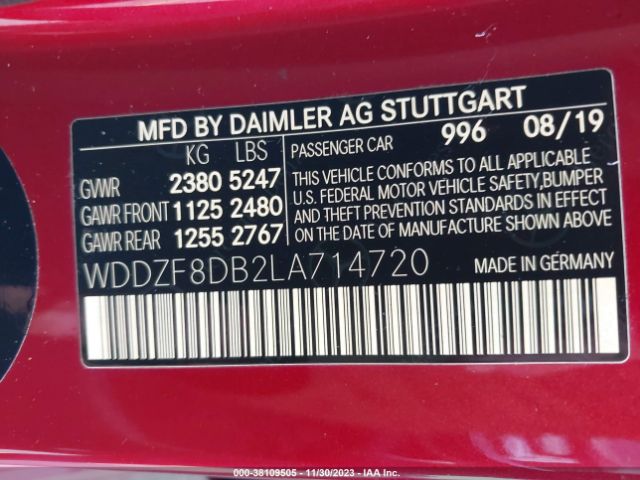 MFD BY DAIMLER AG STUTTGART
KG LBS
GVWR 2380 5247
GAWR FRONT 1125 2480
GAWR REAR 1255 2767
PASSENGER CAR 996 08/19
THIS VEHICLE CONFORMS TO ALL APPLICABLE
U.S. FEDERAL MOTOR VEHICLE SAFETY,BUMPER
AND THEFT PREVENTION STANDARDS IN EFFECT
ON THE DATE OF MANUFACTURE SHOWN ABOVE
WDDZF8DB2LA714720 MADE IN GERMANY
000-38109505 - 11/30/2023 - IAA Inc.